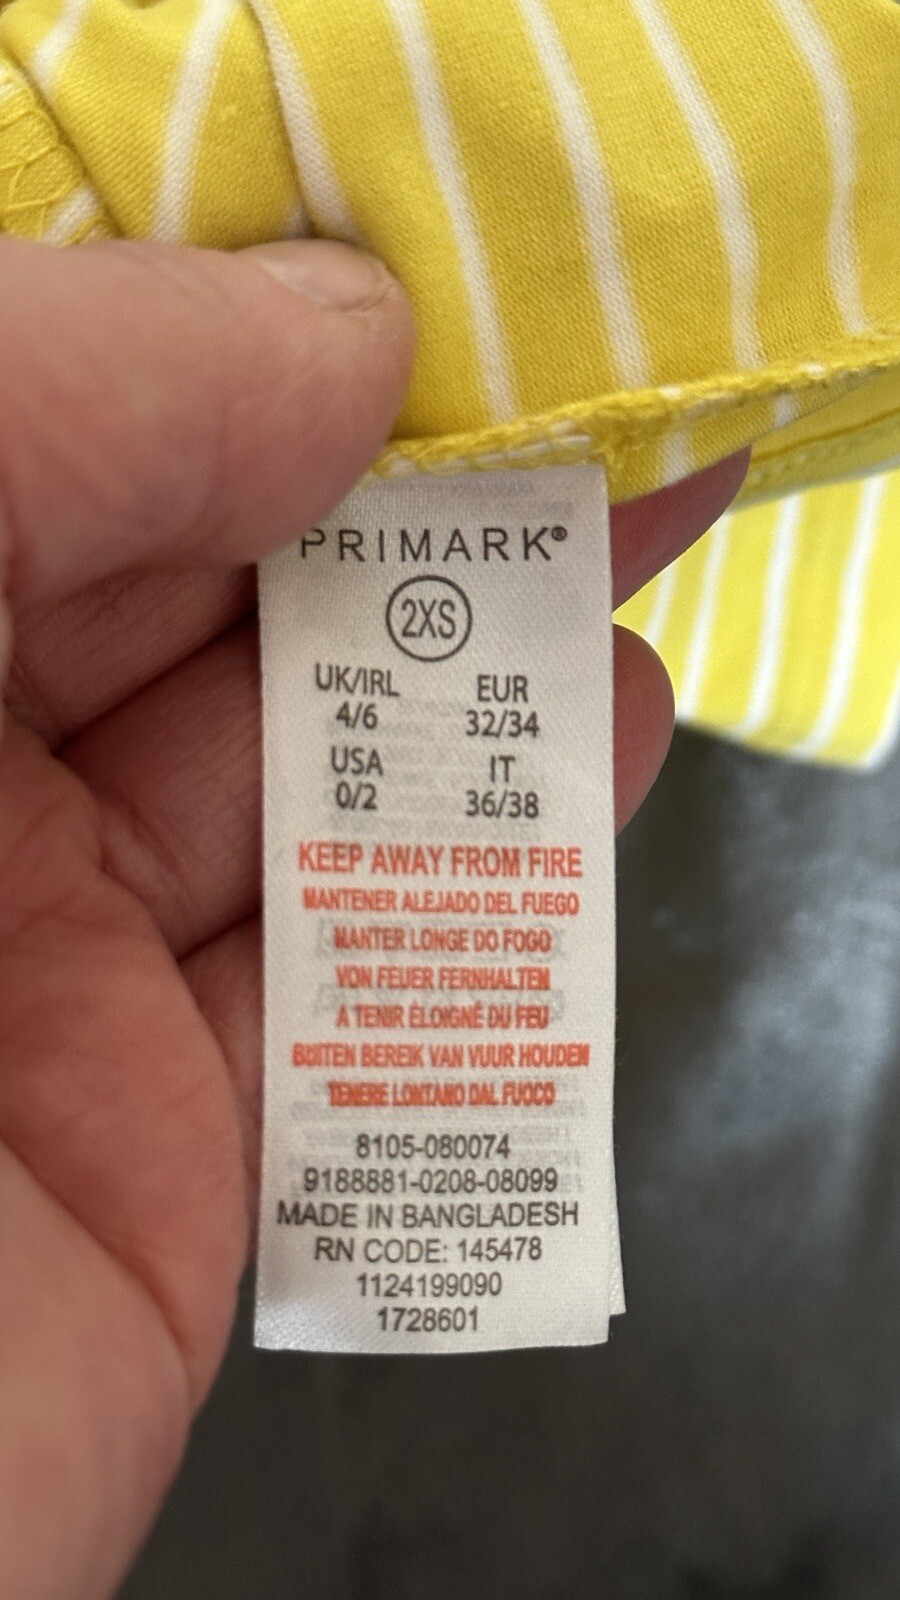 PRIMARK®
2XS
UK/IRL EUR
4/6 32/34
USA IT
0/2 36/38
KEEP AWAY FROM FIRE
MANTENER ALEJADO DEL FUEGO
MANTER LONGE DO FOGO
VON FEUER FERNHALTEN
A TENIR ÉLOIGNÉ DU FEU
BUITEN BEREIK VAN VUUR HOUDEN
TENERE LONTANO DAL FUOCO
8105-080074
9188881-0208-08099
MADE IN BANGLADESH
RN CODE: 145478
1124199090
1728601